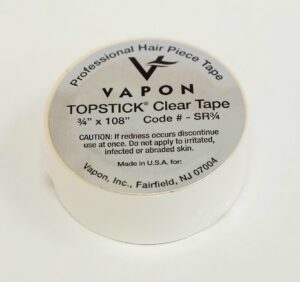 Professional Hair Piece Tape
VAPON
TOPSTICK® Clear Tape
¾" x 108" Code # - SR¾
CAUTION: If redness occurs discontinue
use at once. Do not apply to irritated,
infected or abraded skin.
Made in U.S.A. for:
Vapon, Inc., Fairfield, NJ 07004